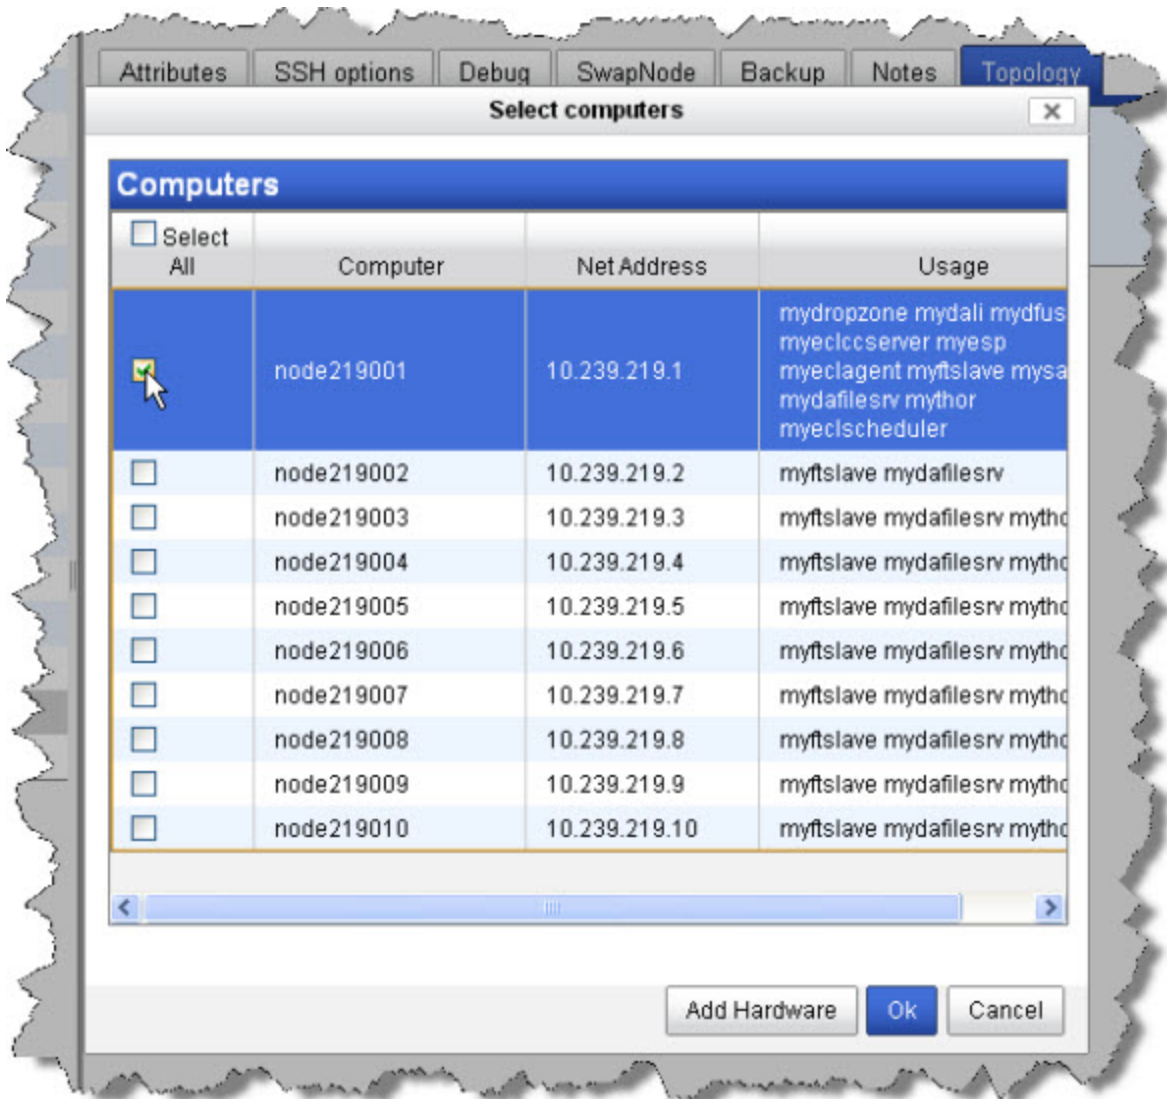 Attributes SSH options Debug SwapNode Backup Notes Topology
Select computers
Computers
Select All Computer Net Address Usage
mydropzone mydali mydfus
myeclccserver myesp
node219001 10.239.219.1 myeclagent myftslave mysa
mydafilesrv mythor
myeclscheduler
node219002 10.239.219.2 myftslave mydafilesrv
node219003 10.239.219.3 myftslave mydafilesrv mytho
node219004 10.239.219.4 myftslave mydafilesrv mytho
node219005 10.239.219.5 myftslave mydafilesrv mytho
node219006 10.239.219.6 myftslave mydafilesrv mytho
node219007 10.239.219.7 myftslave mydafilesrv mytho
node219008 10.239.219.8 myftslave mydafilesrv mytho
node219009 10.239.219.9 myftslave mydafilesrv mytho
node219010 10.239.219.10 myftslave mydafilesrv mytho
Add Hardware Ok Cancel